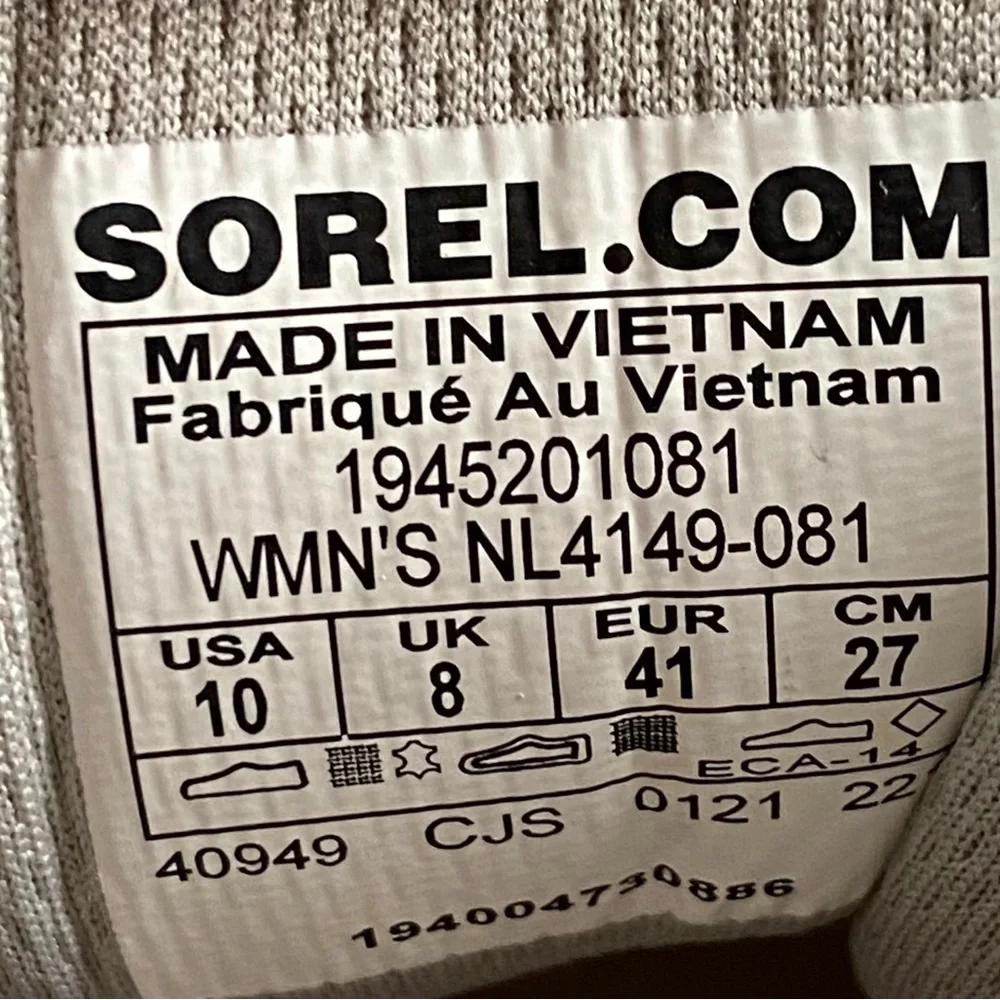 SOREL.COM
MADE IN VIETNAM
Fabriqué Au Vietnam
1945201081
WMN'S NL4149-081
USA UK EUR CM
10 8 41 27
ECA-14
40949 CJS 0121 22
194004730886